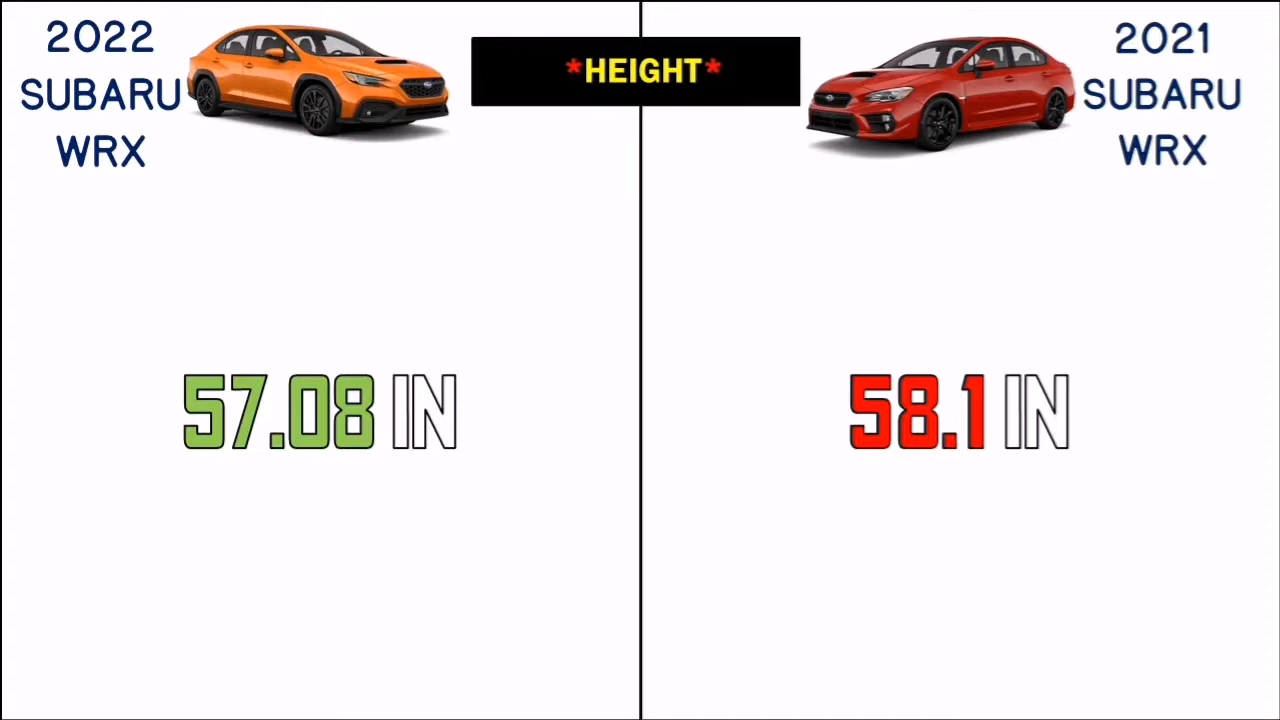 2022
SUBARU
WRX
*HEIGHT*
2021
SUBARU
WRX
57.08 IN
58.1 IN